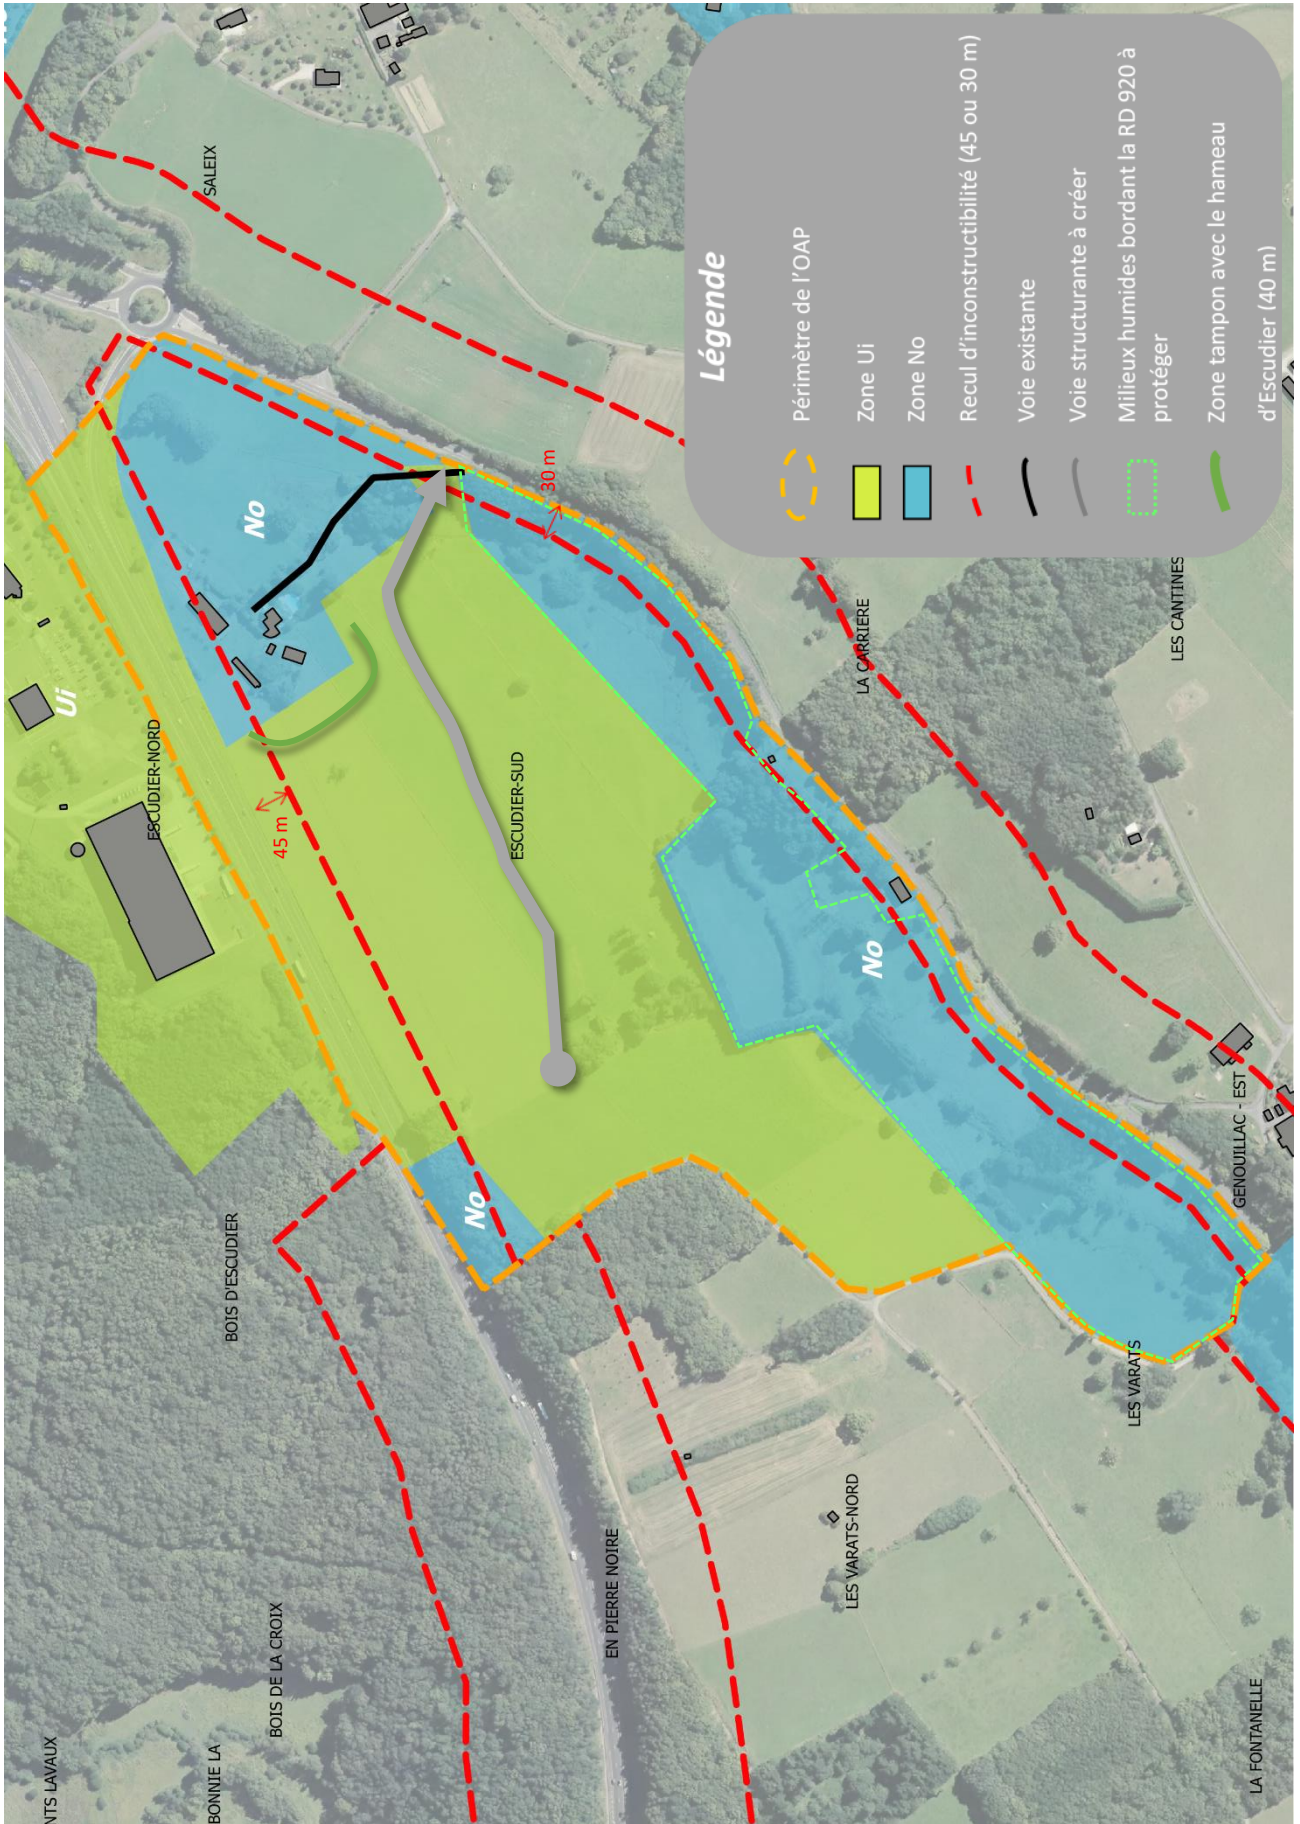 Légende
Périmètre de l'OAP
Zone Ui
Zone No
Recul d'inconstructibilité (45 ou 30 m)
Voie existante
Voie structurante à créer
Milieux humides bordant la RD 920 à
protéger
Zone tampon avec le hameau
d'Escudier (40 m)
NTS LAVAUX
BONNIE LA
BOIS DE LA CROIX
BOIS D'ESCUDIER
ESCUDIER-NORD
Ui
No
SALEIX
45 m
30 m
ESCUDIER-SUD
No
EN PIERRE NOIRE
LES VARATS-NORD
No
LA CARRIERE
LES VARATS
GENOUILLAC - EST
LES CANTINES
LA FONTANELLE